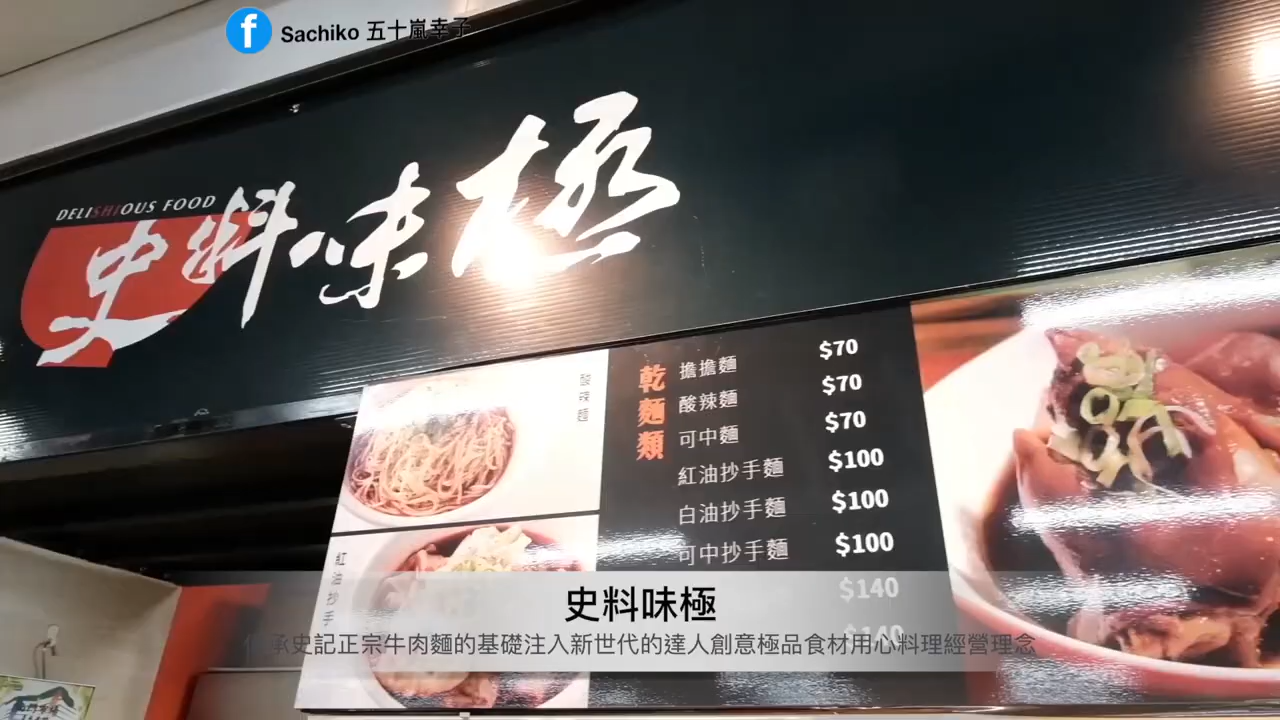 Sachiko 五十嵐幸子
DELISHIOUS FOOD
史料味極
酸辣麵
紅油抄手
乾麵類
擔擔麵 $70
酸辣麵 $70
可中麵 $70
紅油抄手麵 $100
白油抄手麵 $100
可中抄手麵 $100
$140
$140
史料味極
傳承史記正宗牛肉麵的基礎注入新世代的達人創意極品食材用心料理經營理念